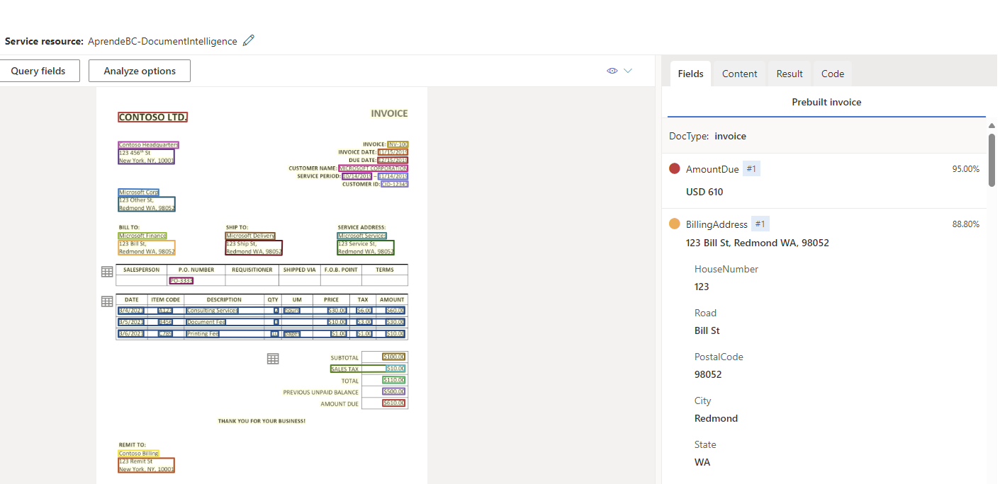 Service resource: AprendeBC-DocumentIntelligence
Query fields
Analyze options
CONTOSO LTD.
INVOICE
Contoso Headquarters
123 456th St
New York, NY, 10001
INVOICE: INV-100
INVOICE DATE: 11/15/2019
DUE DATE: 12/15/2019
CUSTOMER NAME: MICROSOFT CORPORATION
SERVICE PERIOD: 10/14/2019 – 11/14/2019
CUSTOMER ID: CID-12345
Microsoft Corp
123 Other St,
Redmond WA, 98052
BILL TO:
Microsoft Finance
123 Bill St,
Redmond WA, 98052
SHIP TO:
Microsoft Delivery
123 Ship St,
Redmond WA, 98052
SERVICE ADDRESS:
Microsoft Services
123 Service St,
Redmond WA, 98052
SALESPERSON P.O. NUMBER REQUISITIONER SHIPPED VIA F.O.B. POINT TERMS
PO-3333
DATE ITEM CODE DESCRIPTION QTY UM PRICE TAX AMOUNT
3/4/2021 A123 Consulting Services hours $30.00 $6.00 $60.00
3/5/2021 B456 Document Fee $10.00 $3.00 $30.00
3/6/2021 C789 Printing Fee 10 pages $1.00 $1.00 $10.00
SUBTOTAL $100.00
SALES TAX $10.00
TOTAL $110.00
PREVIOUS UNPAID BALANCE $500.00
AMOUNT DUE $610.00
THANK YOU FOR YOUR BUSINESS!
REMIT TO:
Contoso Billing
123 Remit St
New York, NY, 10001
Fields
Content
Result
Code
Prebuilt invoice
DocType: invoice
AmountDue #1 95.00%
USD 610
BillingAddress #1 88.80%
123 Bill St, Redmond WA, 98052
HouseNumber
123
Road
Bill St
PostalCode
98052
City
Redmond
State
WA